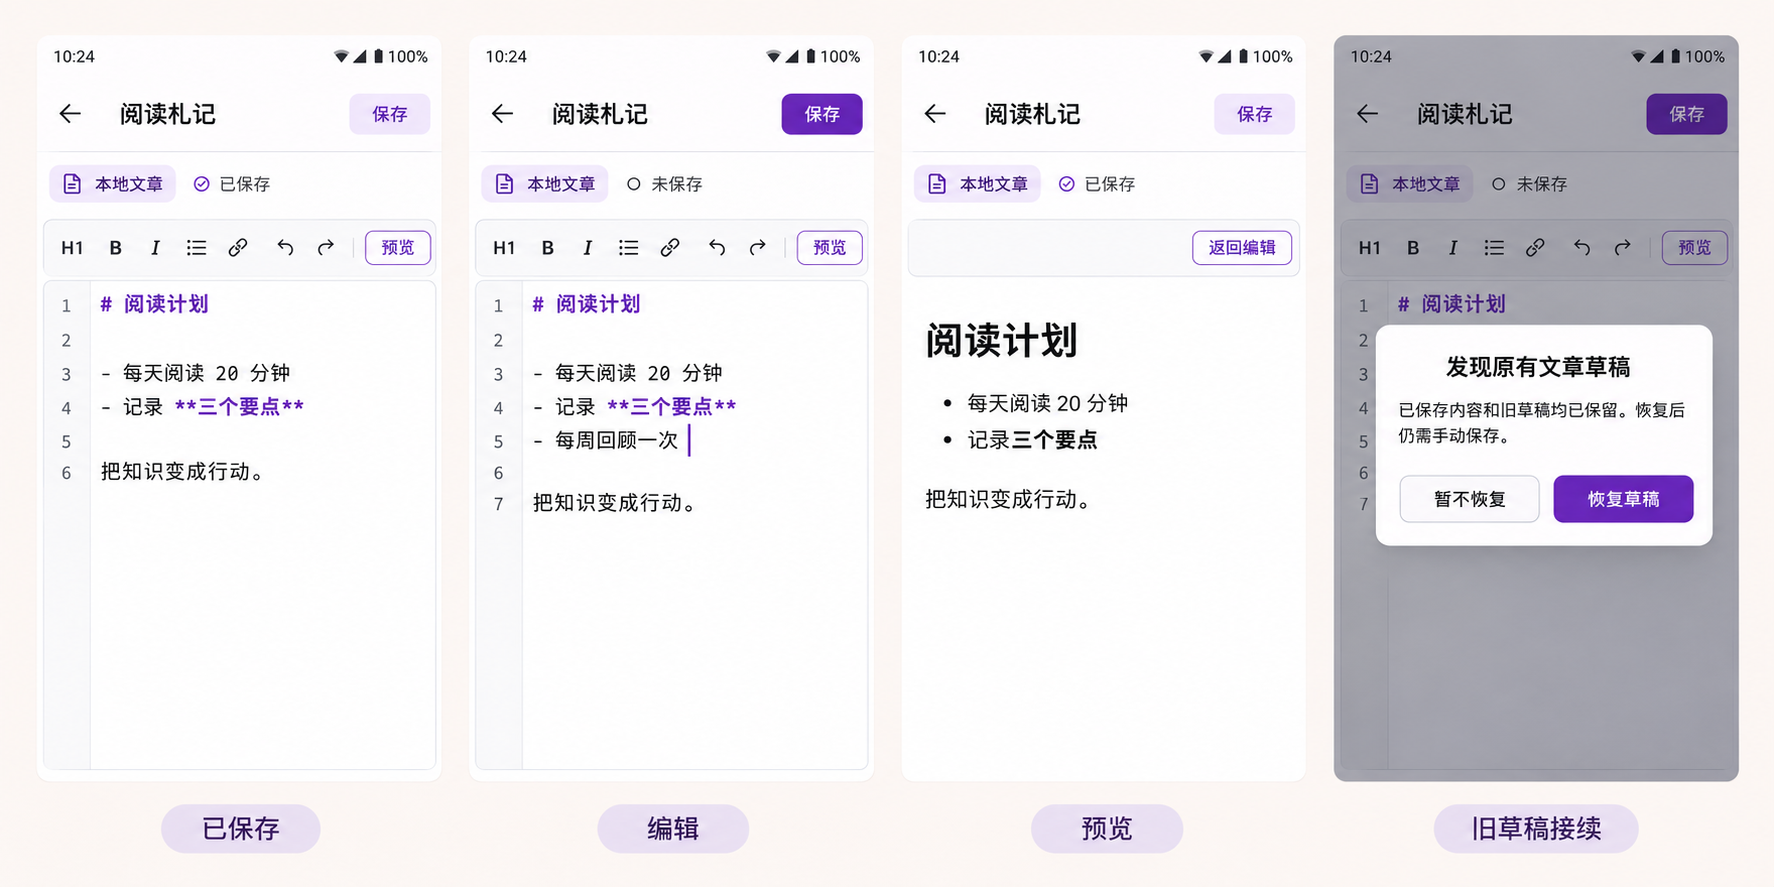 10:24 100%
阅读札记 保存
本地文章 已保存
H1 B I 预览
1 # 阅读计划
2
3 - 每天阅读 20 分钟
4 - 记录 **三个要点**
5
6 把知识变成行动。
已保存
10:24 100%
阅读札记 保存
本地文章 未保存
H1 B I 预览
1 # 阅读计划
2
3 - 每天阅读 20 分钟
4 - 记录 **三个要点**
5 - 每周回顾一次
6
7 把知识变成行动。
编辑
10:24 100%
阅读札记 保存
本地文章 已保存
返回编辑
阅读计划
• 每天阅读 20 分钟
• 记录三个要点
把知识变成行动。
预览
10:24 100%
阅读札记 保存
本地文章 未保存
H1 B I 预览
1 # 阅读计划
2
3
4
5
6
7
发现原有文章草稿
已保存内容和旧草稿均已保留。恢复后
仍需手动保存。
暂不恢复 恢复草稿
旧草稿接续